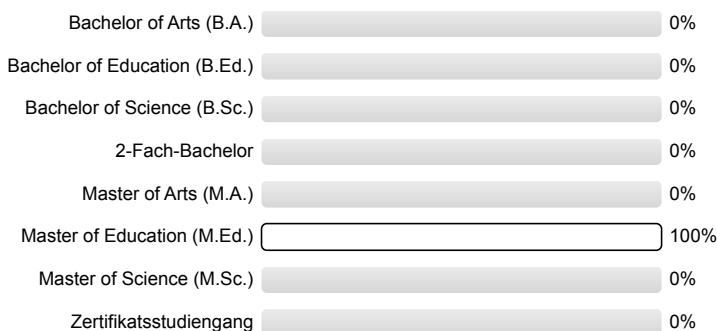 Bachelor of Arts (B.A.) 0%
Bachelor of Education (B.Ed.) 0%
Bachelor of Science (B.Sc.) 0%
2-Fach-Bachelor 0%
Master of Arts (M.A.) 0%
Master of Education (M.Ed.) 100%
Master of Science (M.Sc.) 0%
Zertifikatsstudiengang 0%